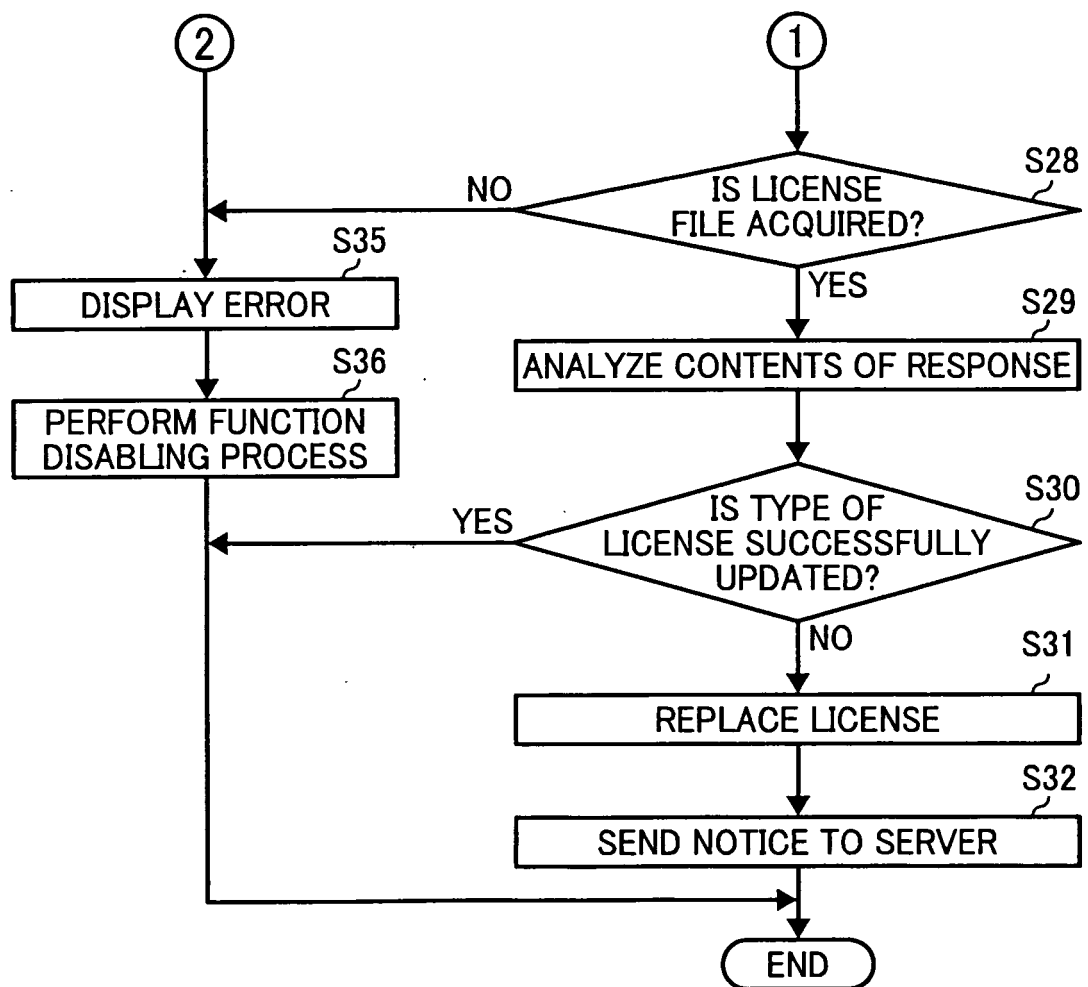 2
1
S28
IS LICENSE
FILE ACQUIRED?
NO
YES
S35
DISPLAY ERROR
S29
ANALYZE CONTENTS OF RESPONSE
S36
PERFORM FUNCTION
DISABLING PROCESS
S30
IS TYPE OF
LICENSE SUCCESSFULLY
UPDATED?
YES
NO
S31
REPLACE LICENSE
S32
SEND NOTICE TO SERVER
END